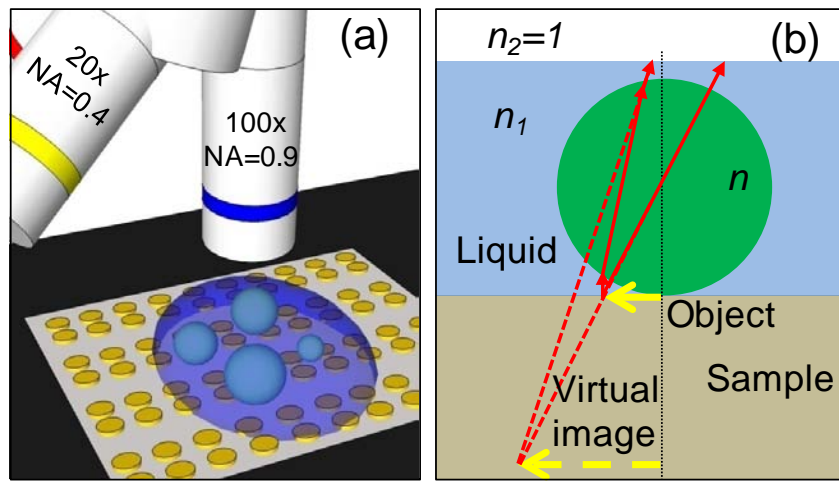 (a)
20x
NA=0.4
100x
NA=0.9
(b)
n₂=1
n₁
n
Liquid
Object
Virtual
image
Sample